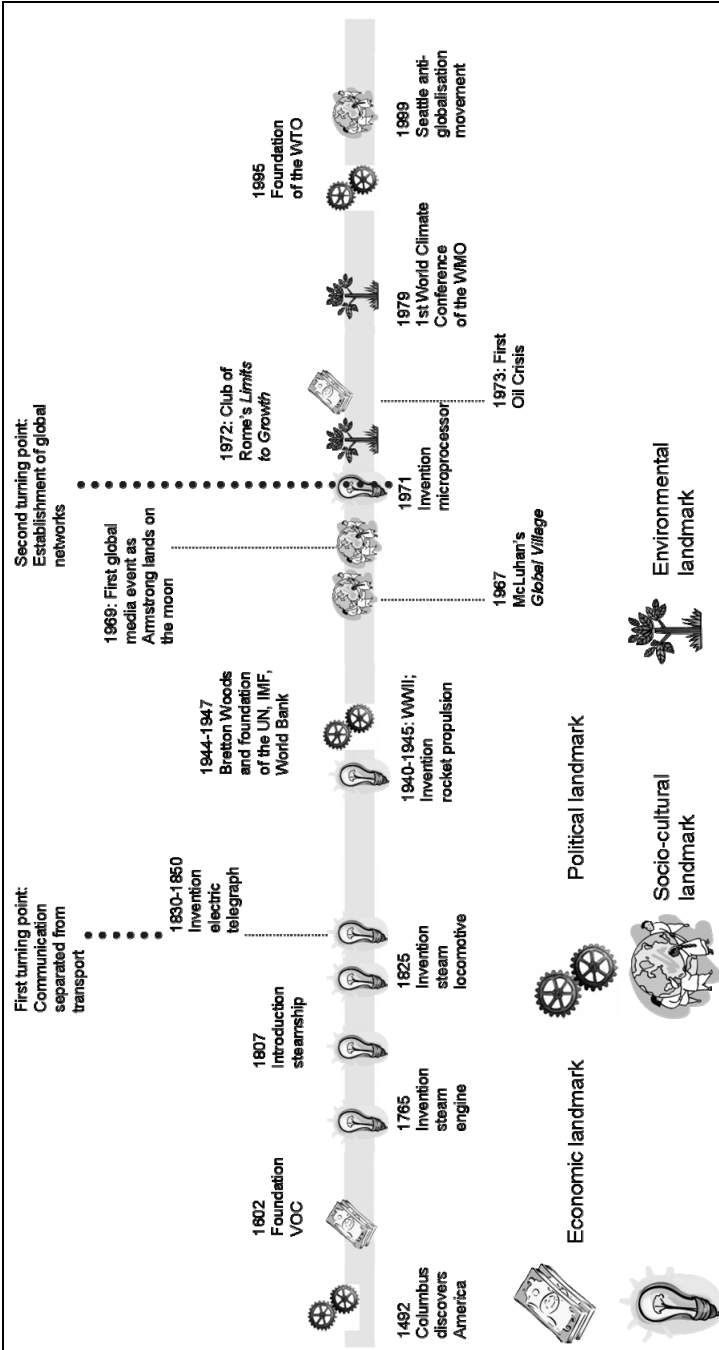 First turning point:
Communication
separated from
transport
Second turning point:
Establishment of global
networks
1830-1850
Invention
electric
telegraph
1969: First global
media event as
Armstrong lands on
the moon
1602
Foundation
VOC
1807
Introduction
steamship
1944-1947
Bretton Woods
and foundation
of the UN, IMF,
World Bank
1972: Club of
Rome's Limits
to Growth
1995
Foundation
of the WTO
1492
Columbus
discovers
America
1765
Invention
steam
engine
1825
Invention
steam
locomotive
1940-1945: WWII;
Invention
rocket propulsion
1971
Invention
microprocessor
1979
1st World Climate
Conference
of the WMO
1999
Seattle anti-
globalisation
movement
1967
McLuhan's
Global Village
1973: First
Oil Crisis
Economic landmark
Political landmark
Socio-cultural
landmark
Environmental
landmark